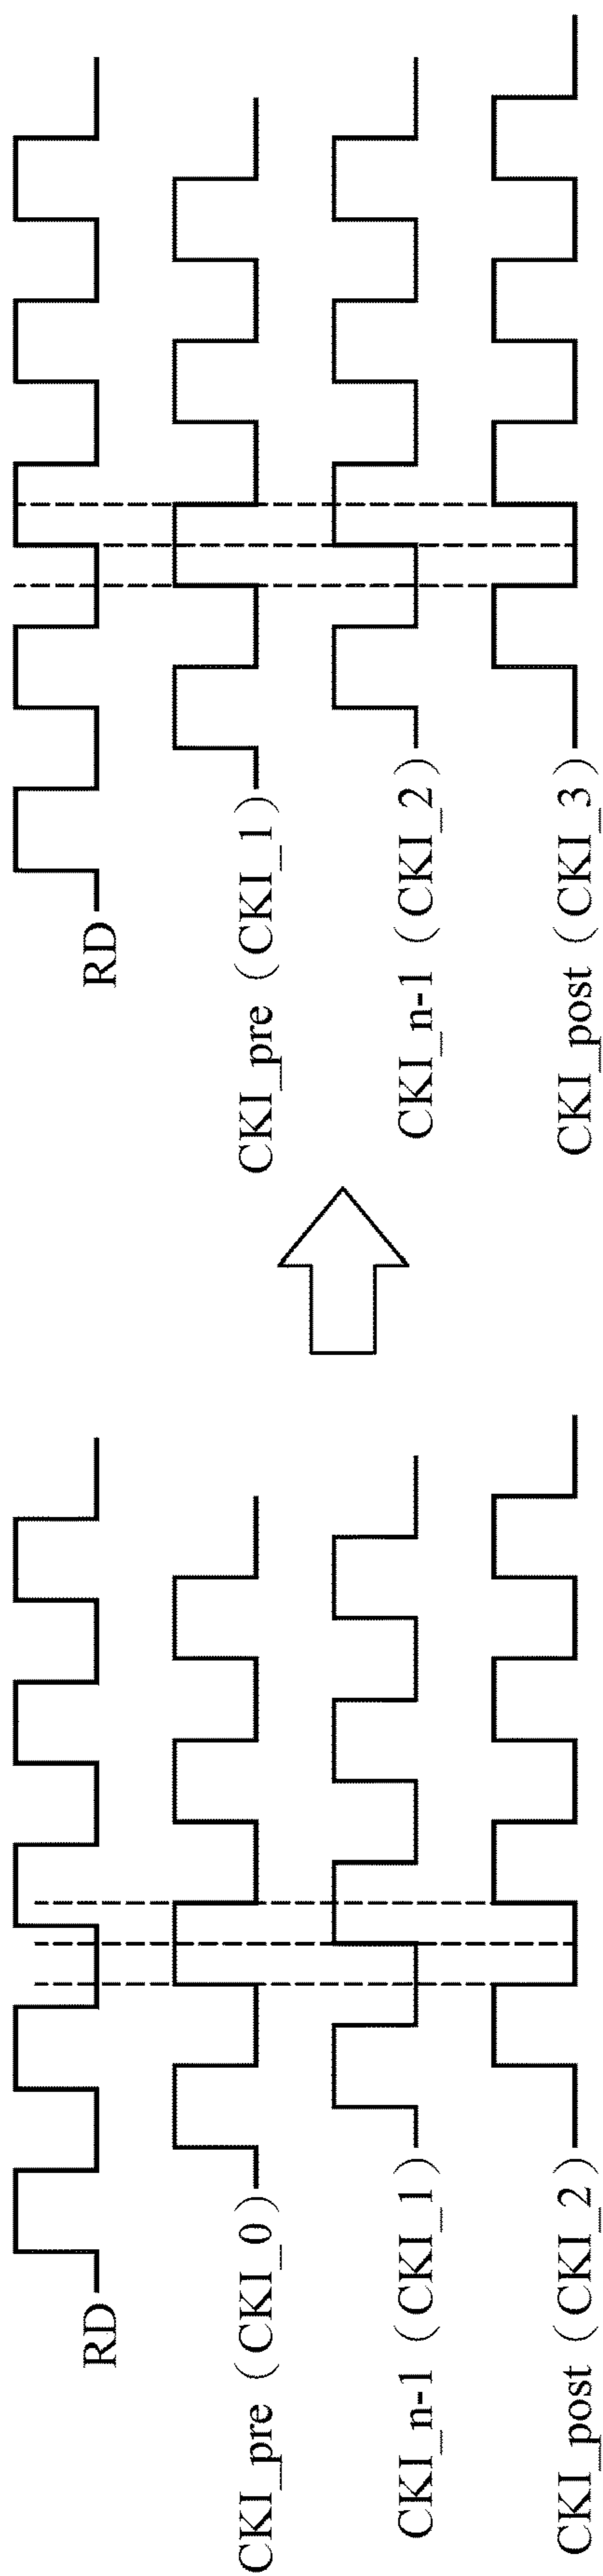 RD
CKI_pre（CKI_0）
CKI_n-1（CKI_1）
CKI_post（CKI_2）
RD
CKI_pre（CKI_1）
CKI_n-1（CKI_2）
CKI_post（CKI_3）